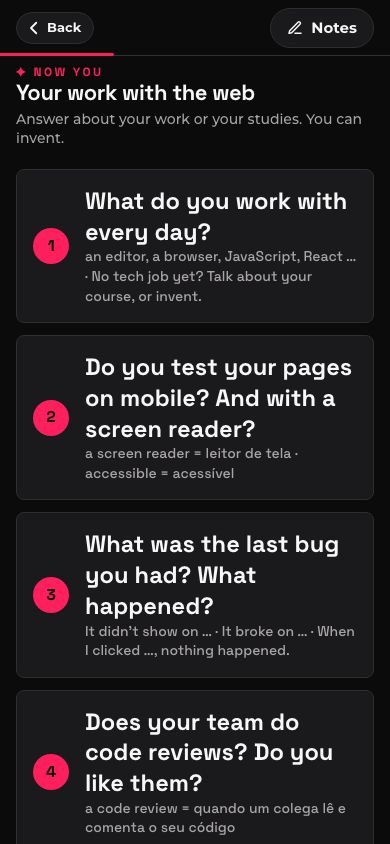 Back
Notes
NOW YOU
Your work with the web
Answer about your work or your studies. You can
invent.
1
What do you work with
every day?
an editor, a browser, JavaScript, React ...
· No tech job yet? Talk about your
course, or invent.
2
Do you test your pages
on mobile? And with a
screen reader?
a screen reader = leitor de tela ·
accessible = acessível
3
What was the last bug
you had? What
happened?
It didn't show on ... · It broke on ... · When
I clicked ..., nothing happened.
4
Does your team do
code reviews? Do you
like them?
a code review = quando um colega lê e
comenta o seu código